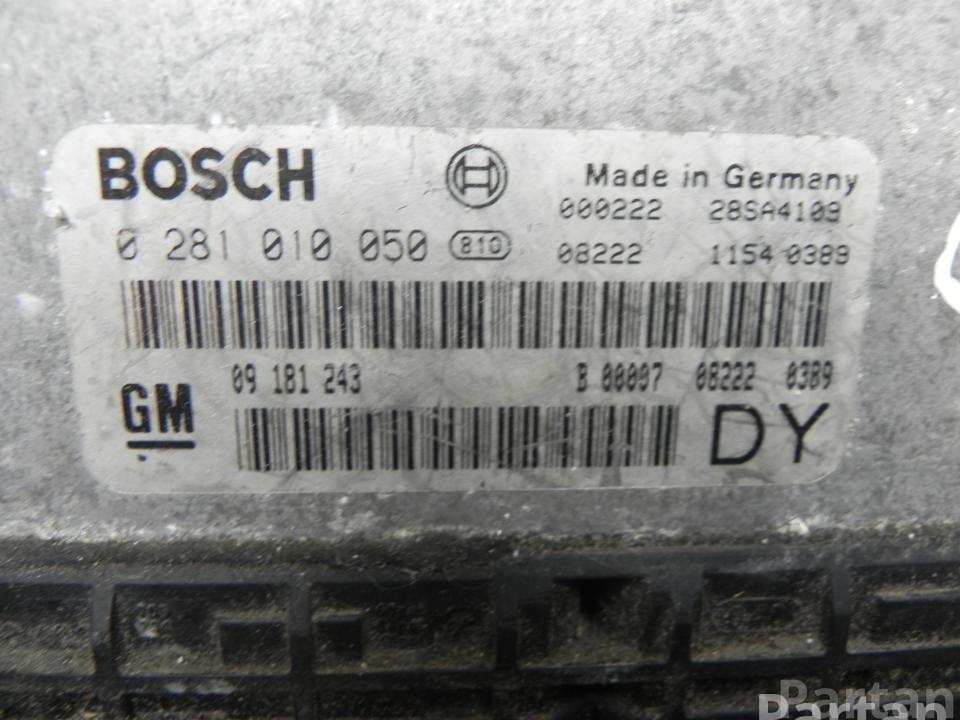 BOSCH
Made in Germany
000222 28SA4109
0 281 010 050 810
08222 1154 0389
GM
09 181 243 B 00007 08222 0389
DY
Partan
Partan